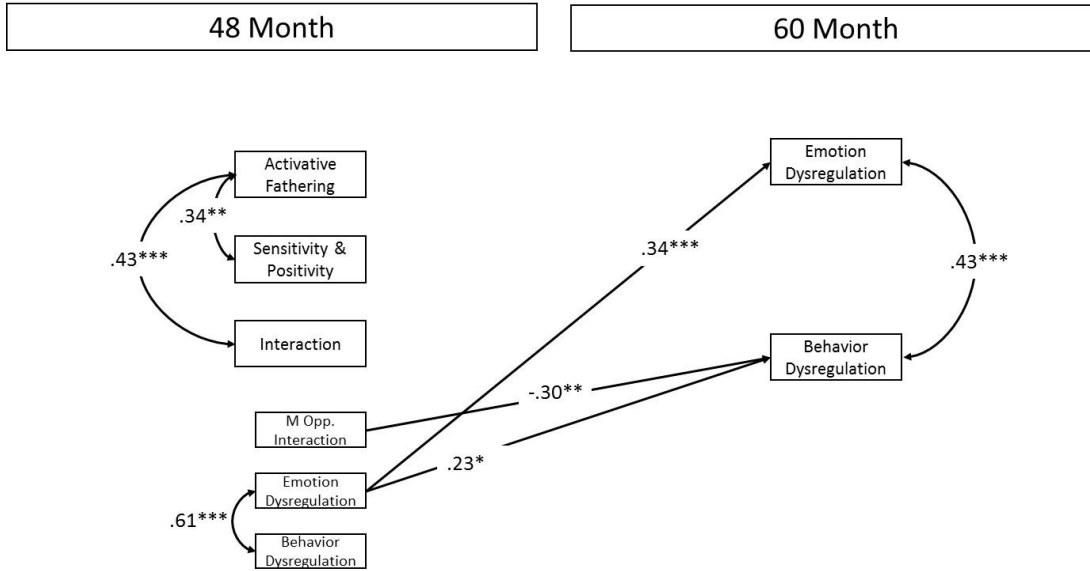 48 Month
60 Month
Activative
Fathering
.34**
Sensitivity &
Positivity
.43***
Interaction
M Opp.
Interaction
Emotion
Dysregulation
.61***
Behavior
Dysregulation
.34***
-.30**
.23*
Emotion
Dysregulation
.43***
Behavior
Dysregulation